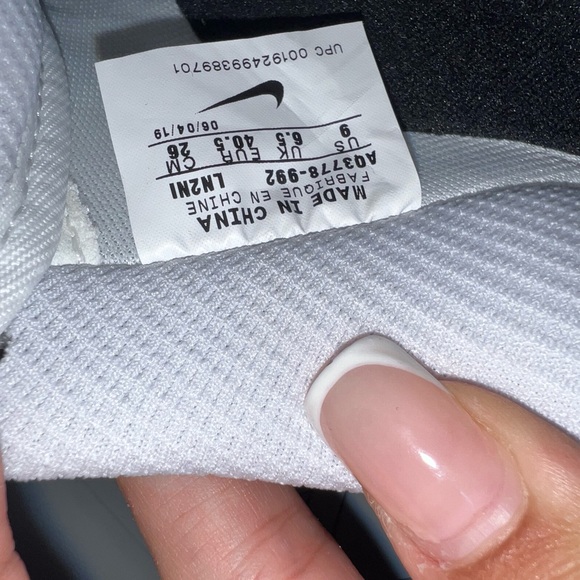 MADE IN CHINA
FABRIQUE EN CHINE
AQ3778-992 LN2NI
US UK EUR CM
9 6.5 40.5 26
06/04/19
UPC 00192499389701